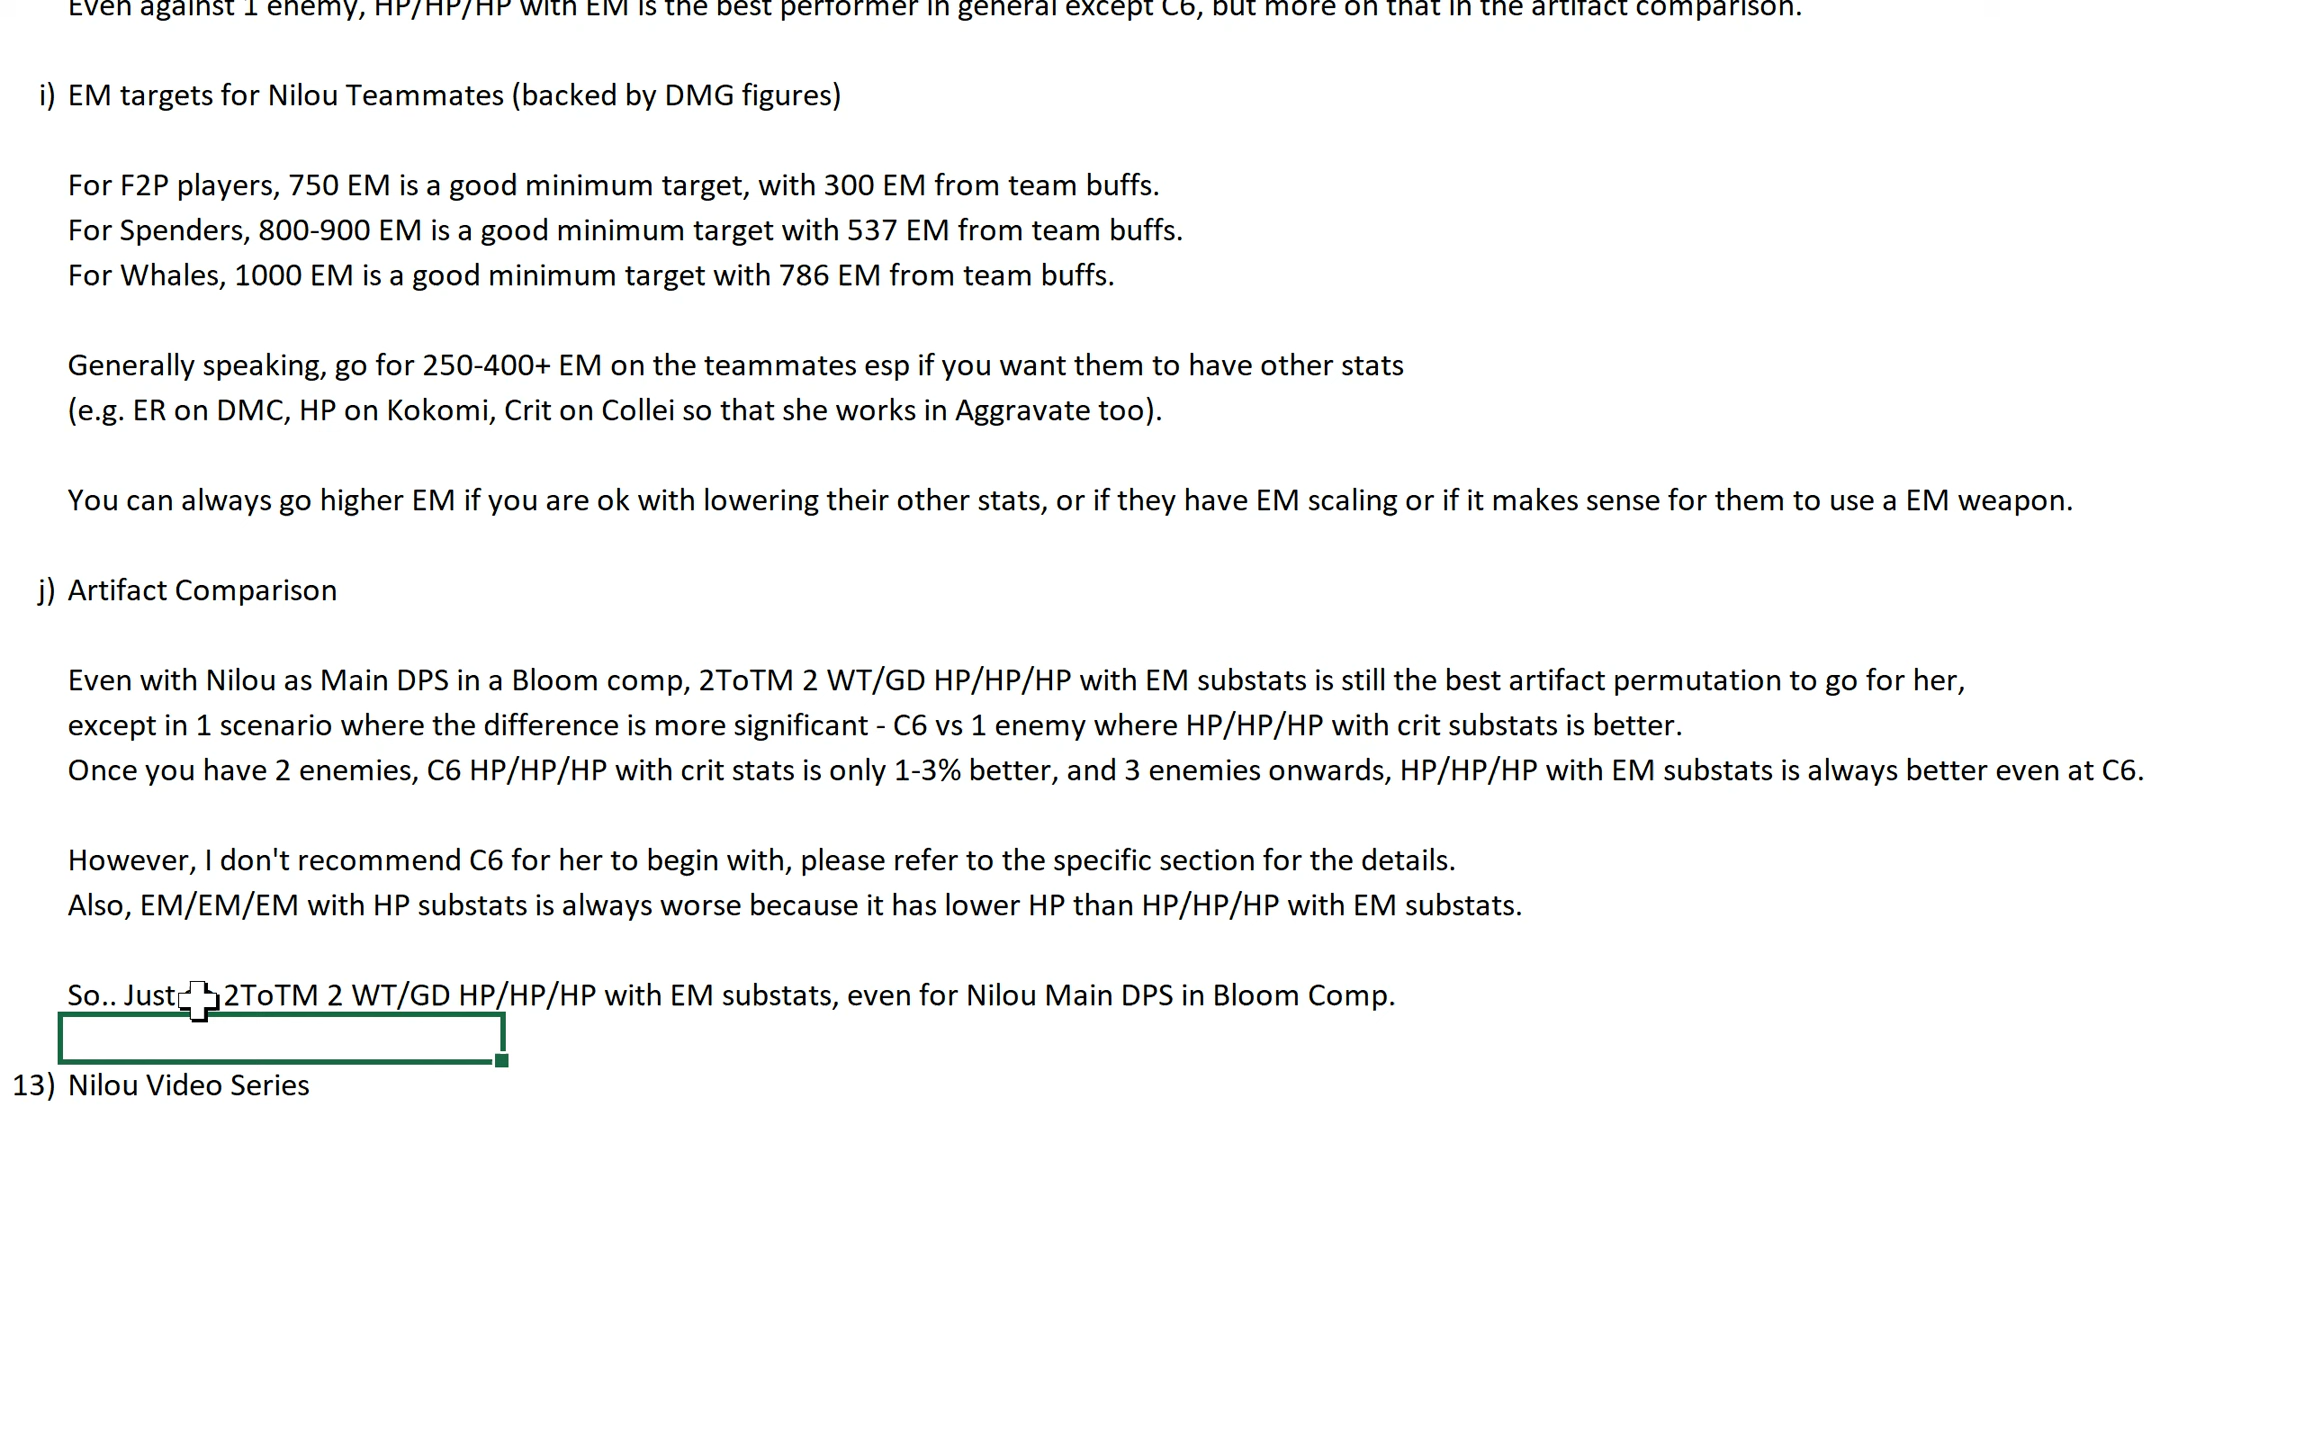 Even against 1 enemy, HP/HP/HP with EM is the best performer in general except C6, but more on that in the artifact comparison.
i) EM targets for Nilou Teammates (backed by DMG figures)
For F2P players, 750 EM is a good minimum target, with 300 EM from team buffs.
For Spenders, 800-900 EM is a good minimum target with 537 EM from team buffs.
For Whales, 1000 EM is a good minimum target with 786 EM from team buffs.
Generally speaking, go for 250-400+ EM on the teammates esp if you want them to have other stats
(e.g. ER on DMC, HP on Kokomi, Crit on Collei so that she works in Aggravate too).
You can always go higher EM if you are ok with lowering their other stats, or if they have EM scaling or if it makes sense for them to use a EM weapon.
j) Artifact Comparison
Even with Nilou as Main DPS in a Bloom comp, 2ToTM 2 WT/GD HP/HP/HP with EM substats is still the best artifact permutation to go for her,
except in 1 scenario where the difference is more significant - C6 vs 1 enemy where HP/HP/HP with crit substats is better.
Once you have 2 enemies, C6 HP/HP/HP with crit stats is only 1-3% better, and 3 enemies onwards, HP/HP/HP with EM substats is always better even at C6.
However, I don't recommend C6 for her to begin with, please refer to the specific section for the details.
Also, EM/EM/EM with HP substats is always worse because it has lower HP than HP/HP/HP with EM substats.
So.. Just 2ToTM 2 WT/GD HP/HP/HP with EM substats, even for Nilou Main DPS in Bloom Comp.
13) Nilou Video Series